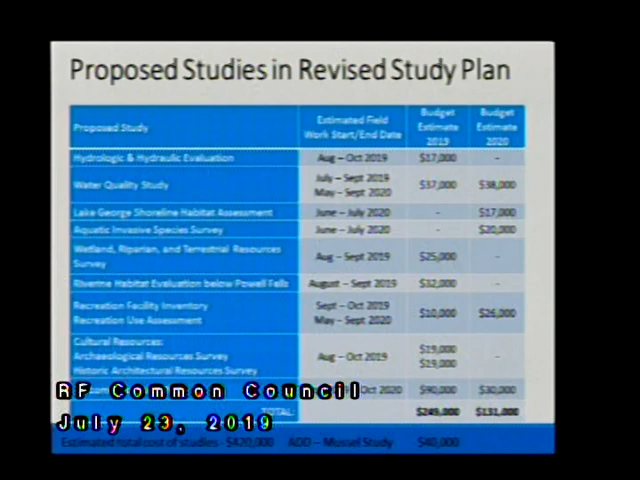 Proposed Studies in Revised Study Plan
Proposed Study Estimated Field Work Start/End Date Budget Estimate 2019 Budget Estimate 2020
Hydrologic & Hydraulic Evaluation Aug – Oct 2019 $17,000 -
Water Quality Study July – Sept 2019 May – Sept 2020 $37,000 $38,000
Lake George Shoreline Habitat Assessment June – July 2020 - $17,000
Aquatic Invasive Species Survey June – July 2020 - $20,000
Wetland, Riparian, and Terrestrial Resources Survey Aug – Sept 2019 $25,000 -
Riverine Habitat Evaluation below Powell Falls August – Sept 2019 $32,000 -
Recreation Facility Inventory Sept – Oct 2019 $10,000 $26,000
Recreation Use Assessment May – Sept 2020
Cultural Resources:
Archaeological Resources Survey Aug – Oct 2019 $19,000 -
Historic Architectural Resources Survey $19,000
Oct 2020 $90,000 $30,000
TOTAL: $249,000 $131,000
Estimated total cost of studies - $420,000 ADD – Mussel Study $40,000
RF Common Council
July 23, 2019